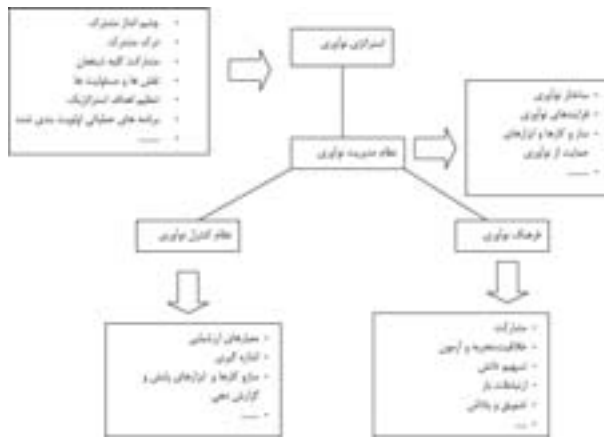 چشم انداز مشترک
درک مشترک
مشارکت کلیه ذینفعان
نقش ها و مسئولیت ها
تنظیم اهداف استراتژیک
برنامه های عملیاتی اولویت بندی شده
......
استراتژی نوآوری
ساختار نوآوری
فرایندهای نوآوری
ساز و کارها و ابزارهای
حمایت از نوآوری
......
نظام مدیریت نوآوری
فرهنگ نوآوری
نظام کنترل نوآوری
مشارکت
خلاقیت،تجربه و آزمون
تسهیم دانش
ارتباطات باز
تشویق و پاداش
....
معیارهای ارزیابی
اندازه گیری
سازو کارها و ابزارهای پایش و
گزارش دهی
......